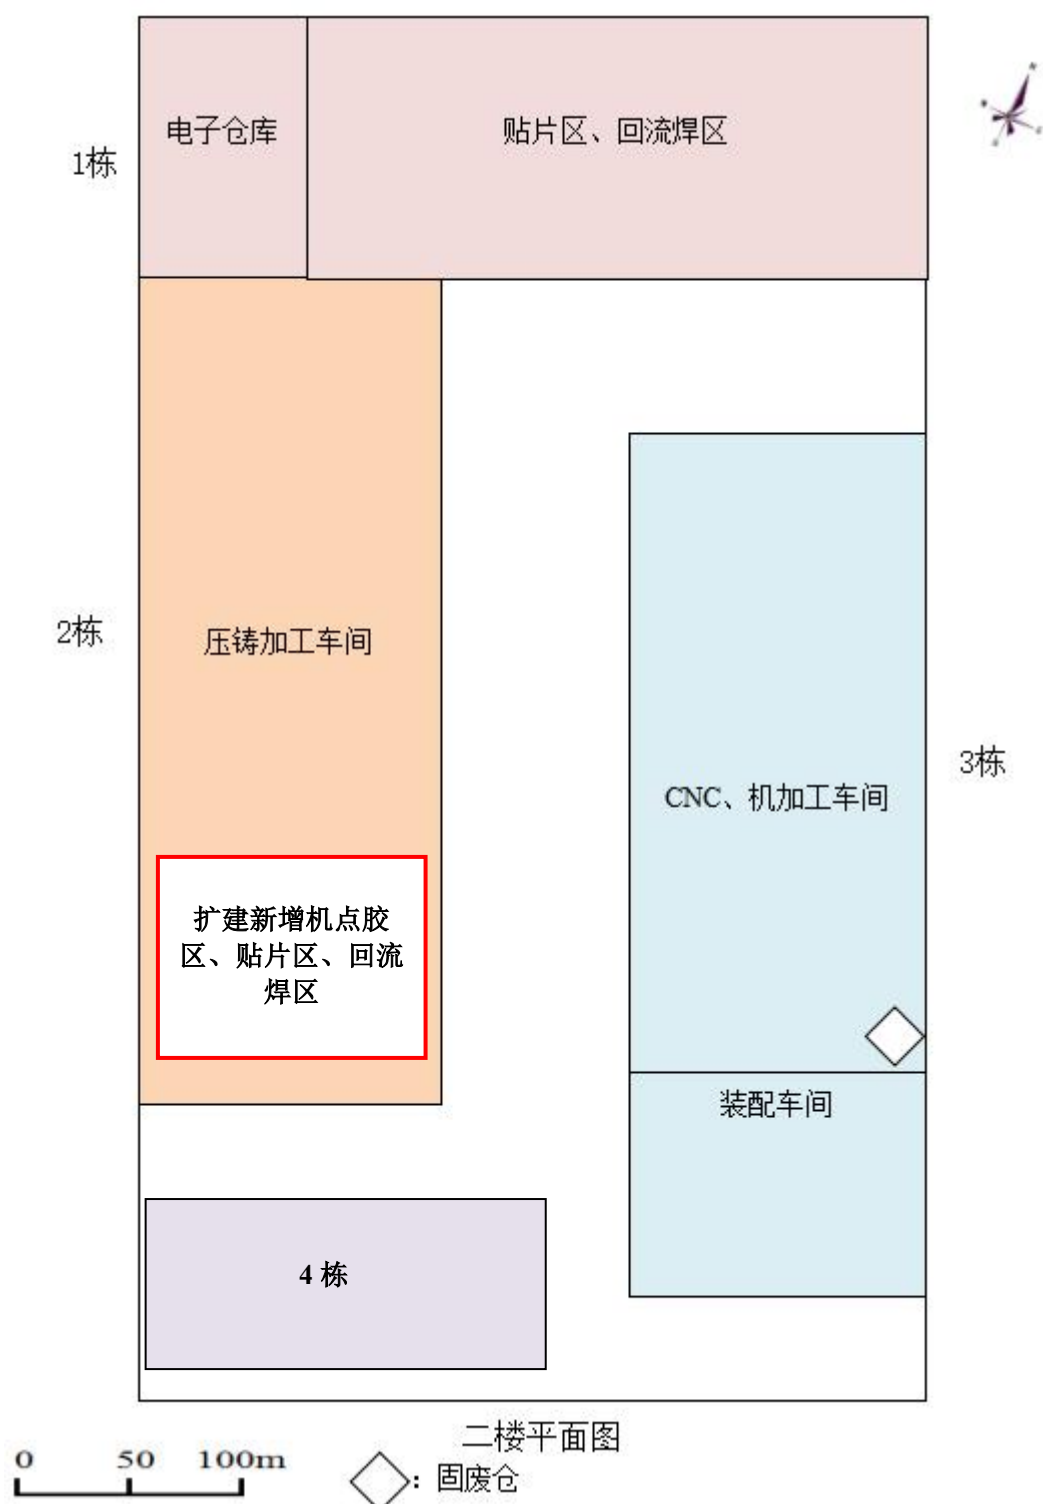 电子仓库
贴片区、回流焊区
1栋
2栋
压铸加工车间
3栋
CNC、机加工车间
扩建新增机点胶
区、贴片区、回流
焊区
装配车间
4 栋
二楼平面图
0 50 100m
: 固废仓